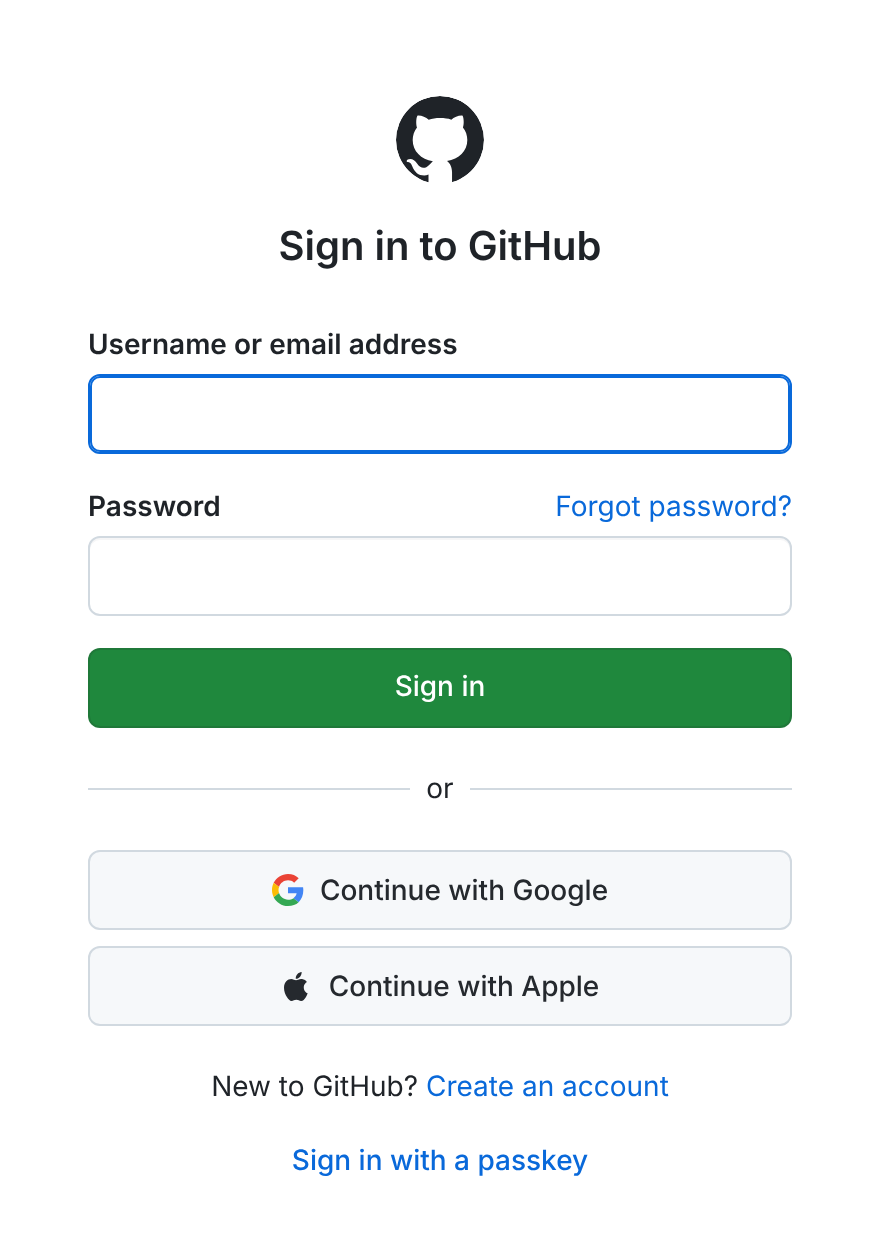 Sign in to GitHub
Username or email address
Password Forgot password?
Sign in
or
Continue with Google
Continue with Apple
New to GitHub? Create an account
Sign in with a passkey